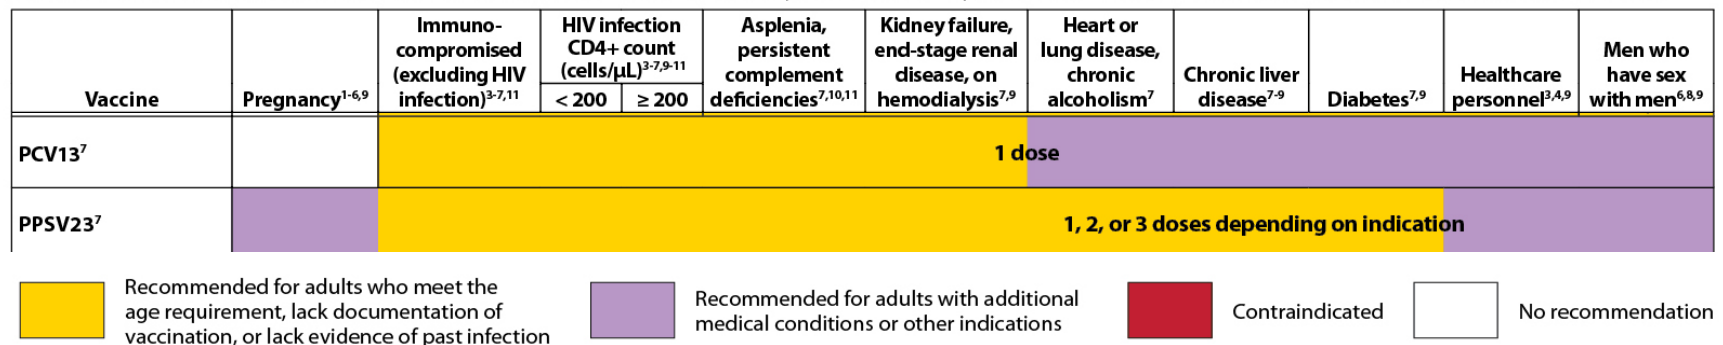 Vaccine
Pregnancy1-6,9
Immuno-
compromised
(excluding HIV
infection)3-7,11
HIV infection
CD4+ count
(cells/μL)3-7,9-11
< 200
≥ 200
Asplenia,
persistent
complement
deficiencies7,10,11
Kidney failure,
end-stage renal
disease, on
hemodialysis7,9
Heart or
lung disease,
chronic
alcoholism7
Chronic liver
disease7-9
Diabetes7,9
Healthcare
personnel3,4,9
Men who
have sex
with men6,8,9
PCV137
1 dose
PPSV237
1, 2, or 3 doses depending on indication
Recommended for adults who meet the
age requirement, lack documentation of
vaccination, or lack evidence of past infection
Recommended for adults with additional
medical conditions or other indications
Contraindicated
No recommendation